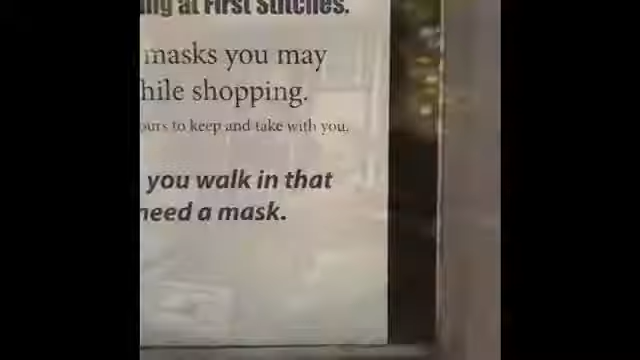 ing at First Stitches.
masks you may
hile shopping.
ours to keep and take with you.
you walk in that
need a mask.